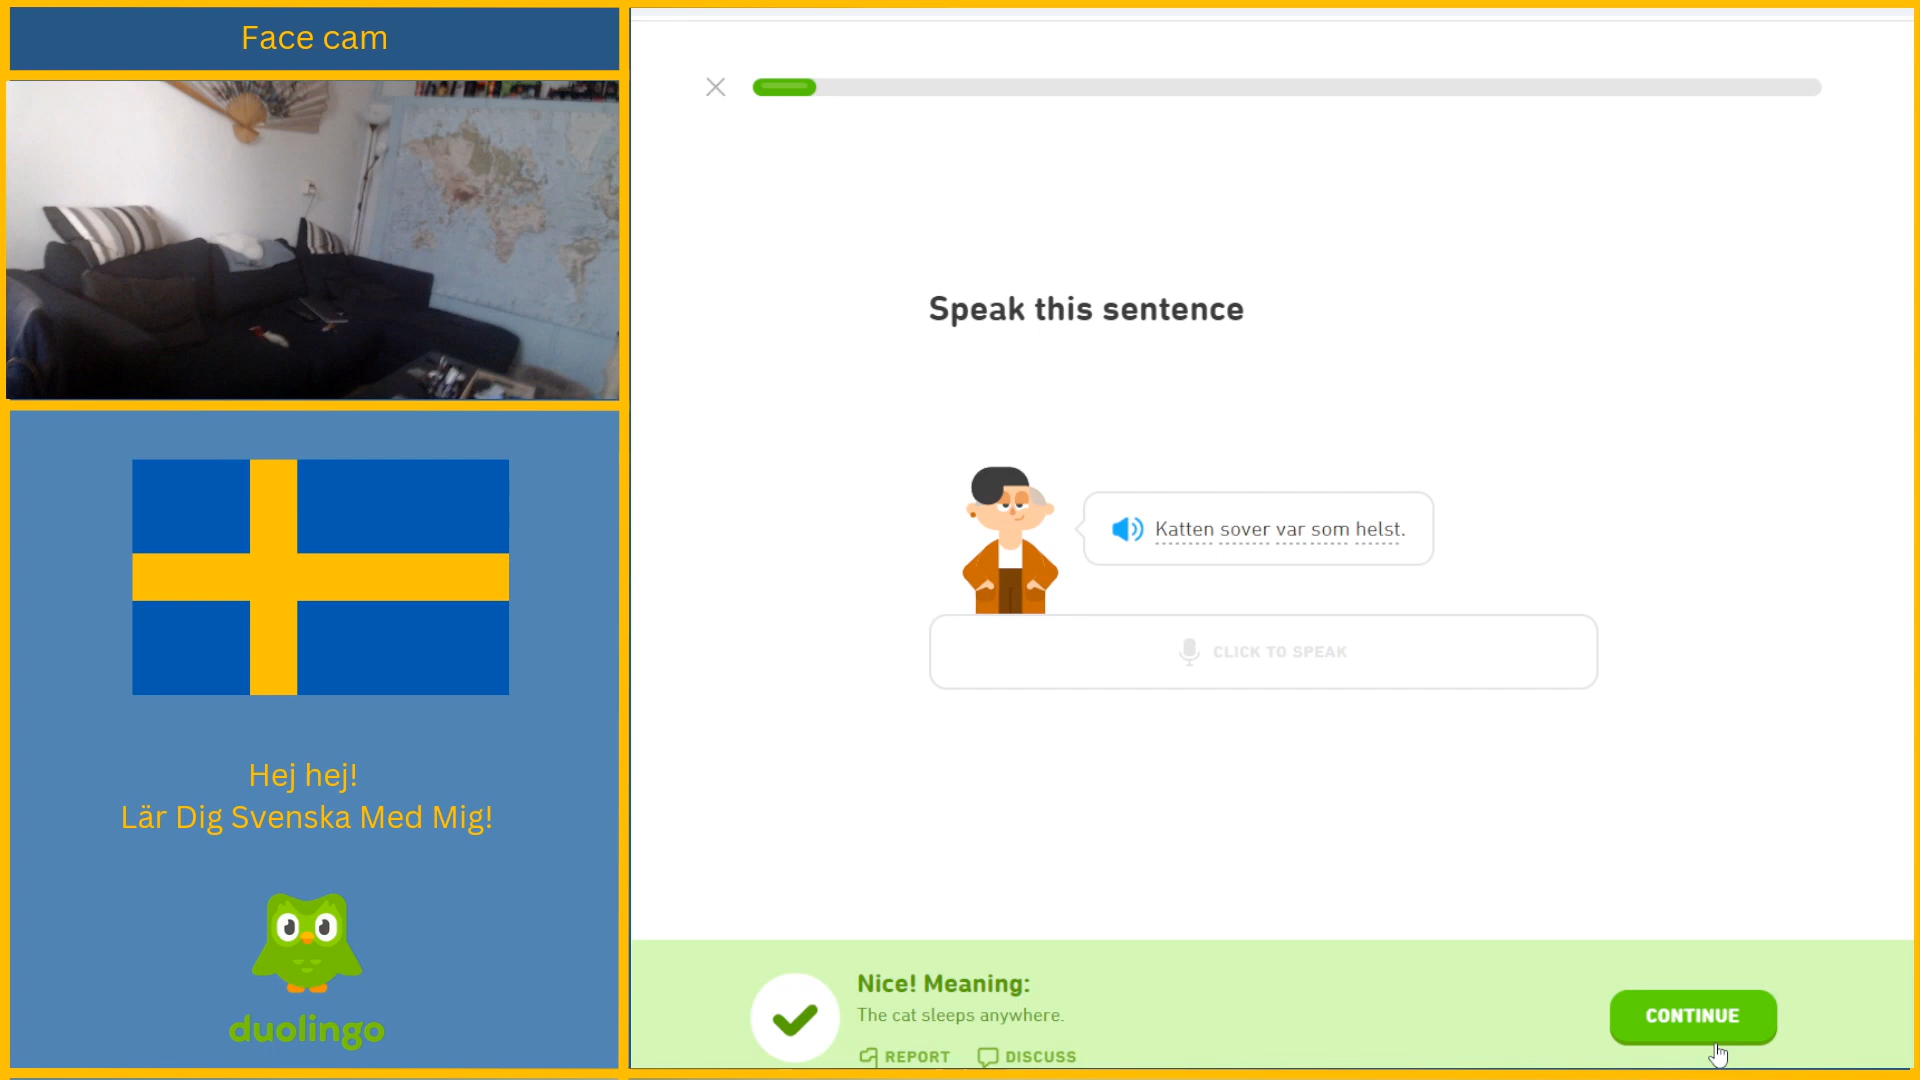 Face cam
Hej hej!
Lär Dig Svenska Med Mig!
duolingo
Speak this sentence
Katten sover var som helst.
CLICK TO SPEAK
Nice! Meaning:
The cat sleeps anywhere.
REPORT DISCUSS
CONTINUE